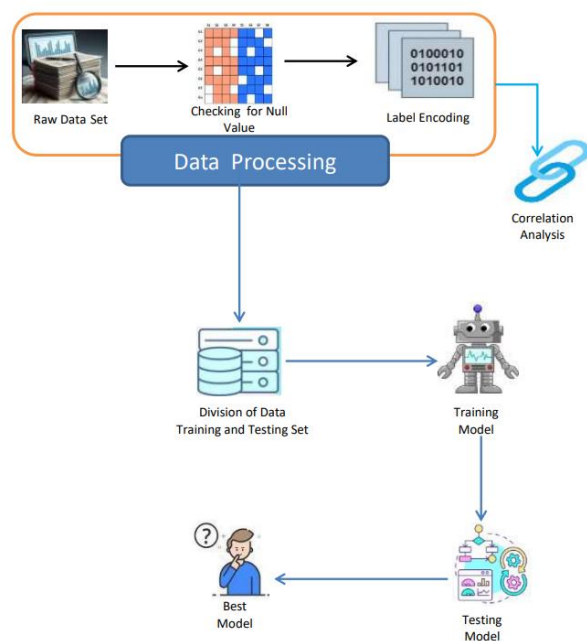 Raw Data Set
Checking for Null
Value
0100010
0101101
1010010
Label Encoding
Data Processing
Correlation
Analysis
Division of Data
Training and Testing Set
Training
Model
?
Best
Model
Testing
Model